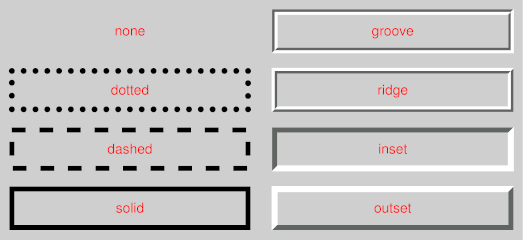 none
dotted
dashed
solid
groove
ridge
inset
outset